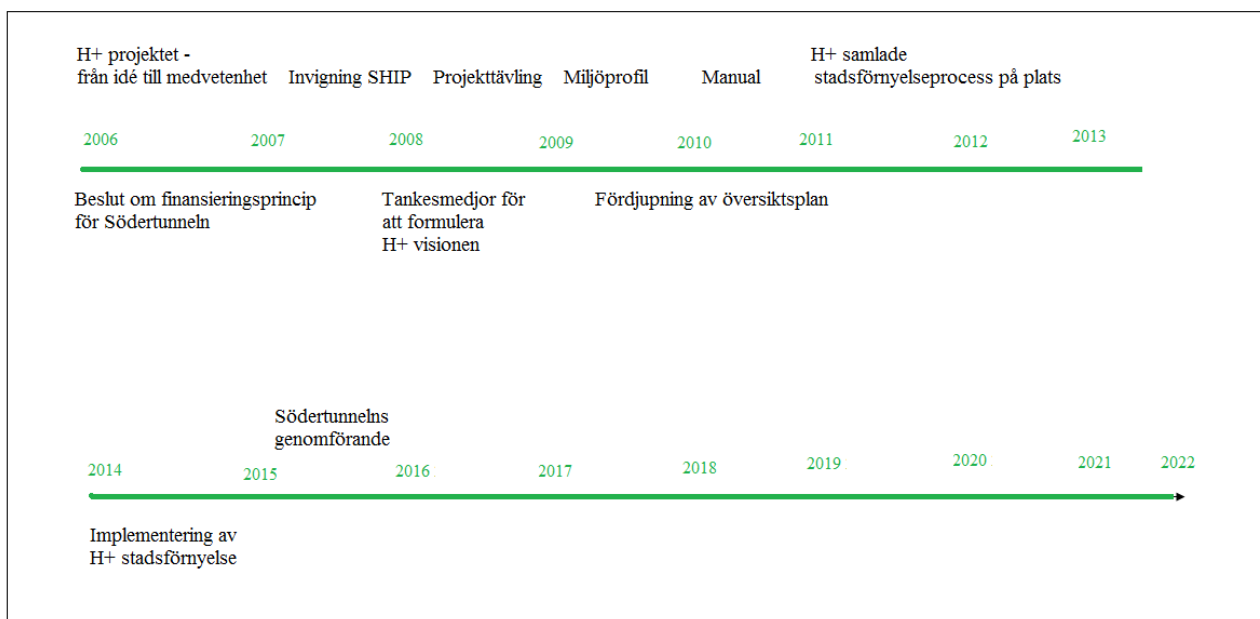 H+ projektet -
från idé till medvetenhet
Invigning SHIP
Projekttävling
Miljöprofil
Manual
H+ samlade
stadsförnyelseprocess på plats
2006 2007 2008 2009 2010 2011 2012 2013
Beslut om finansieringsprincip
för Södertunneln
Tankesmedjor för
att formulera
H+ visionen
Fördjupning av översiktsplan
Södertunnelns
genomförande
2014 2015 2016 2017 2018 2019 2020 2021 2022
Implementering av
H+ stadsförnyelse